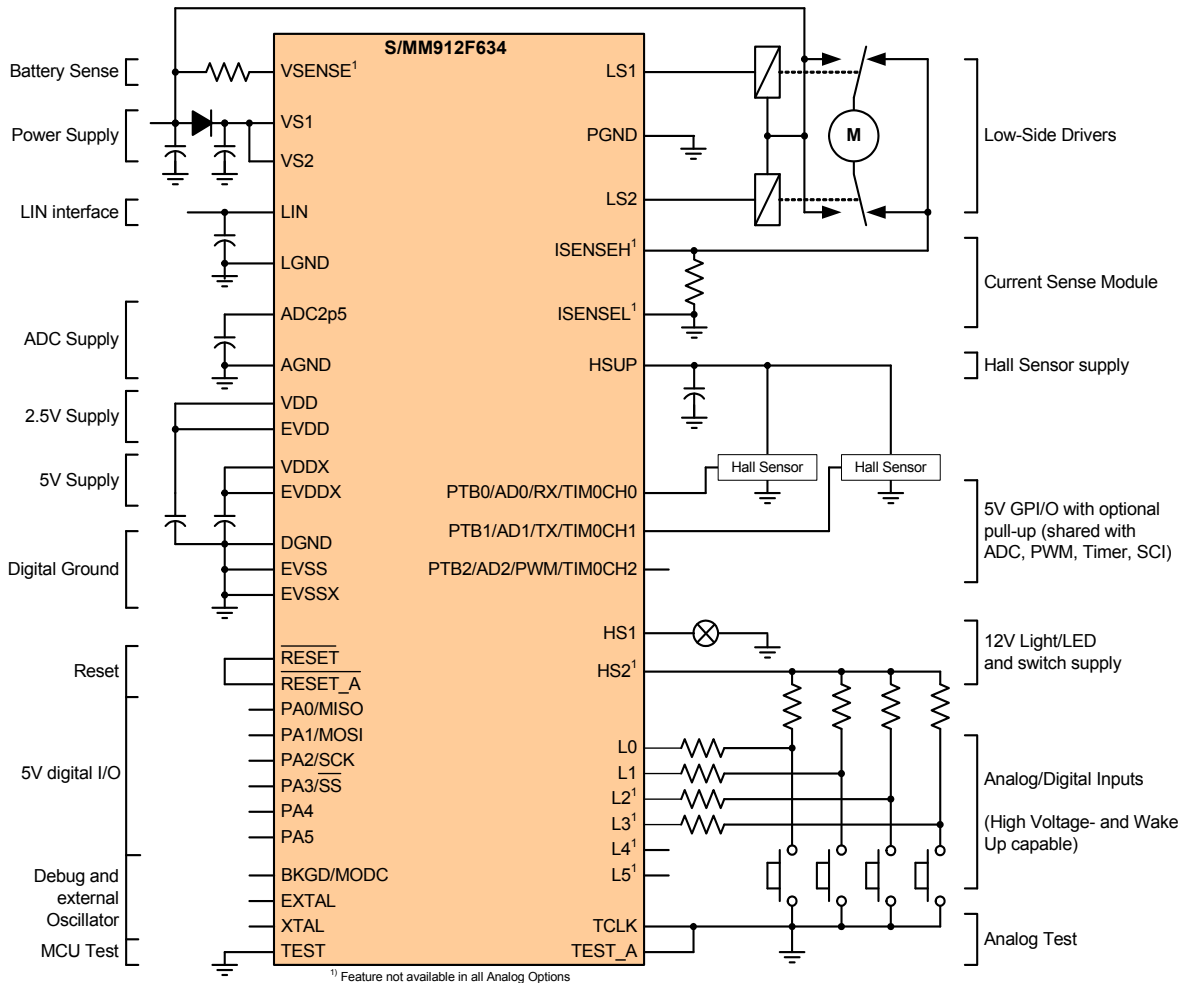 S/MM912F634
Battery Sense
Power Supply
LIN interface
ADC Supply
2.5V Supply
5V Supply
Digital Ground
Reset
5V digital I/O
Debug and
external
Oscillator
MCU Test
VSENSE¹
VS1
VS2
LIN
LGND
ADC2p5
AGND
VDD
EVDD
VDDX
EVDDX
DGND
EVSS
EVSSX
RESET
RESET_A
PA0/MISO
PA1/MOSI
PA2/SCK
PA3/SS
PA4
PA5
BKGD/MODC
EXTAL
XTAL
TEST
LS1
PGND
LS2
ISENSEH¹
ISENSEL¹
HSUP
PTB0/AD0/RX/TIM0CH0
PTB1/AD1/TX/TIM0CH1
PTB2/AD2/PWM/TIM0CH2
HS1
HS2¹
L0
L1
L2¹
L3¹
L4¹
L5¹
TCLK
TEST_A
M
Hall Sensor
Hall Sensor
Low-Side Drivers
Current Sense Module
Hall Sensor supply
5V GPI/O with optional
pull-up (shared with
ADC, PWM, Timer, SCI)
12V Light/LED
and switch supply
Analog/Digital Inputs
(High Voltage- and Wake
Up capable)
Analog Test
¹⁾ Feature not available in all Analog Options